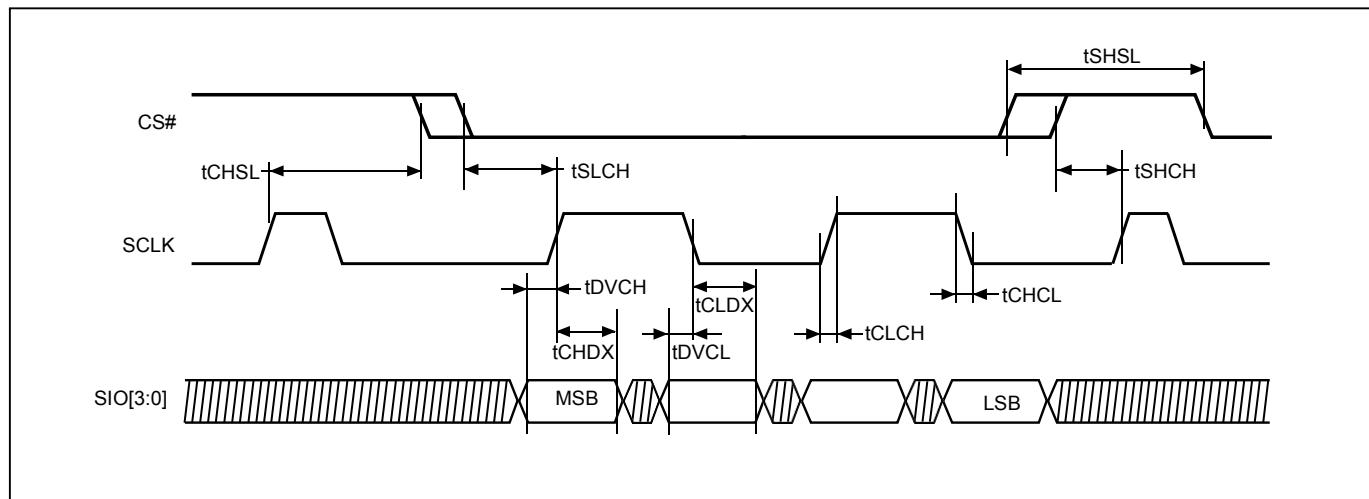 tSHSL
CS#
tCHSL
tSLCH
tSHCH
SCLK
tDVCH
tCLDX
tCHCL
tCLCH
tCHDX
tDVCL
SIO[3:0]
MSB
LSB